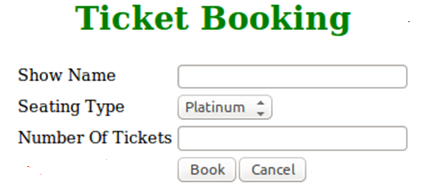 Ticket Booking
Show Name
Seating Type Platinum
Number Of Tickets
Book Cancel